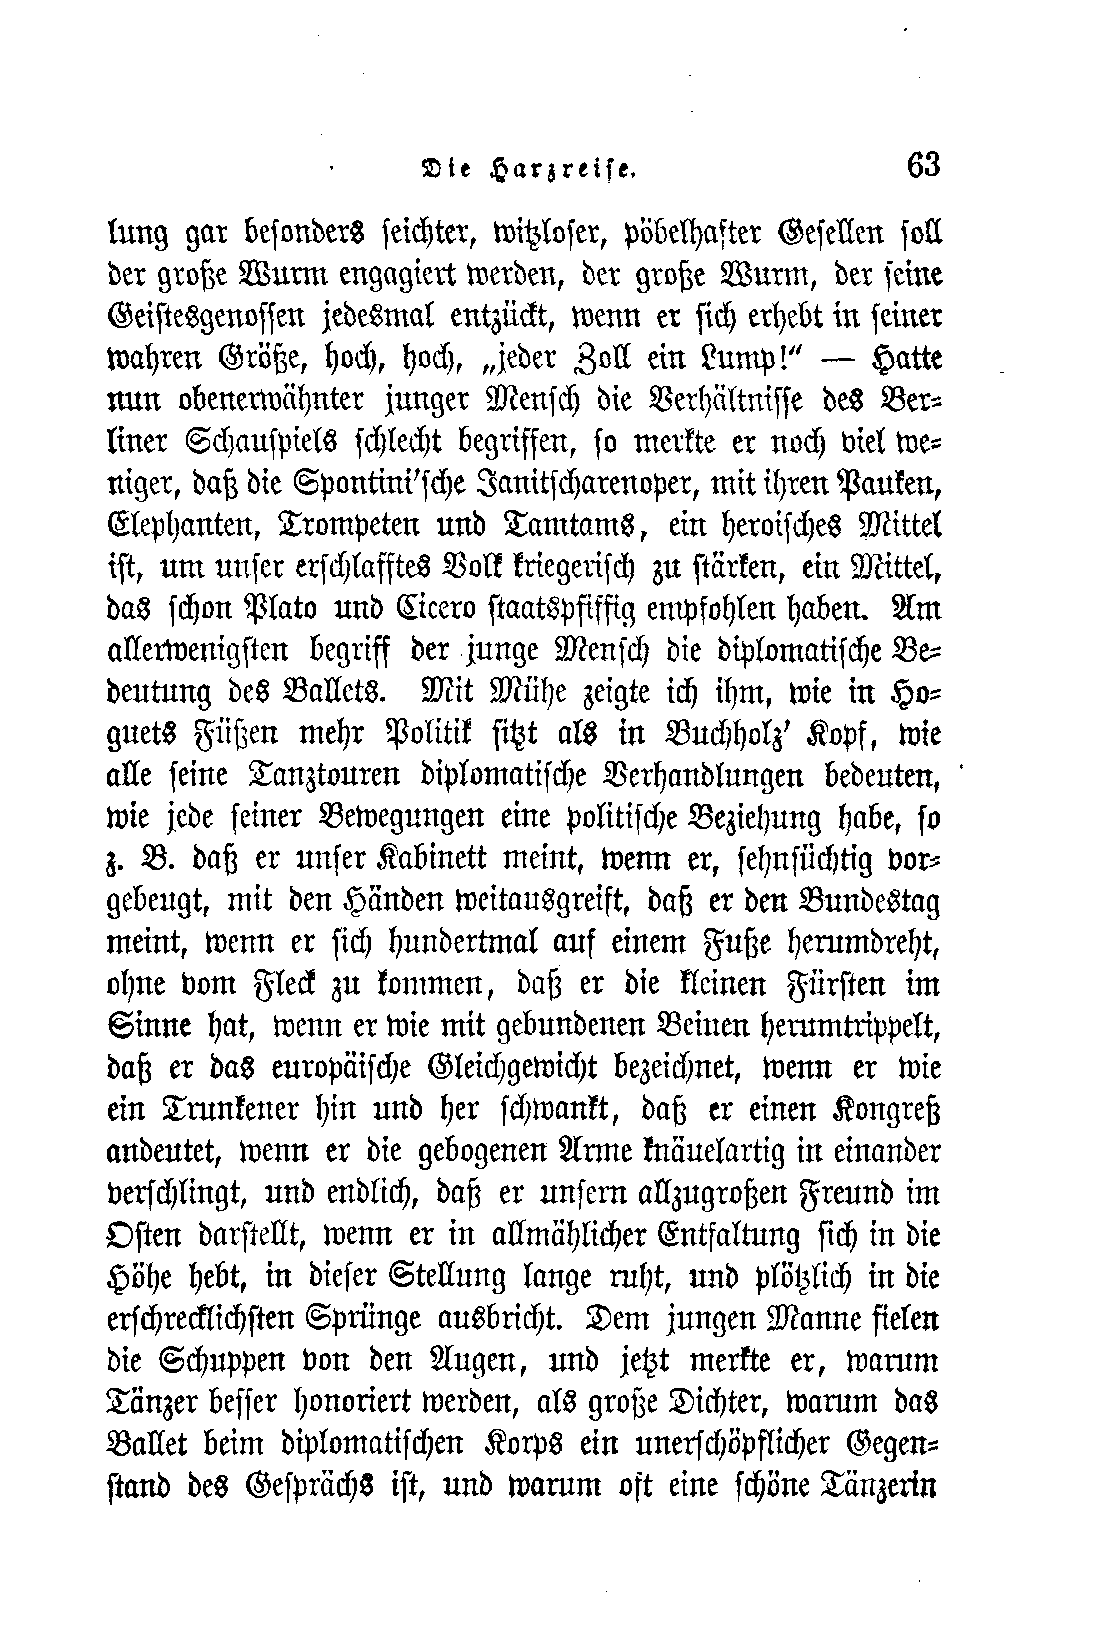 Die Harzreise. 63
lung gar besonders seichter, witzloser, pöbelhafter Gesellen soll
der große Wurm engagiert werden, der große Wurm, der seine
Geistesgenossen jedesmal entzückt, wenn er sich erhebt in seiner
wahren Größe, hoch, hoch, „jeder Zoll ein Lump!“ — Hatte
nun obenerwähnter junger Mensch die Verhältnisse des Ber-
liner Schauspiels schlecht begriffen, so merkte er noch viel we-
niger, daß die Spontini'sche Janitscharenoper, mit ihren Pauken,
Elephanten, Trompeten und Tamtams, ein heroisches Mittel
ist, um unser erschlafftes Volk kriegerisch zu stärken, ein Mittel,
das schon Plato und Cicero staatspfiffig empfohlen haben. Am
allerwenigsten begriff der junge Mensch die diplomatische Be-
deutung des Ballets. Mit Mühe zeigte ich ihm, wie in Ho-
guets Füßen mehr Politik sitzt als in Buchholz' Kopf, wie
alle seine Tanztouren diplomatische Verhandlungen bedeuten,
wie jede seiner Bewegungen eine politische Beziehung habe, so
z. B. daß er unser Kabinett meint, wenn er, sehnsüchtig vor-
gebeugt, mit den Händen weitausgreift, daß er den Bundestag
meint, wenn er sich hundertmal auf einem Fuße herumdreht,
ohne vom Fleck zu kommen, daß er die kleinen Fürsten im
Sinne hat, wenn er wie mit gebundenen Beinen herumtrippelt,
daß er das europäische Gleichgewicht bezeichnet, wenn er wie
ein Trunkener hin und her schwankt, daß er einen Kongreß
andeutet, wenn er die gebogenen Arme knäuelartig in einander
verschlingt, und endlich, daß er unsern allzugroßen Freund im
Osten darstellt, wenn er in allmählicher Entfaltung sich in die
Höhe hebt, in dieser Stellung lange ruht, und plötzlich in die
erschrecklichsten Sprünge ausbricht. Dem jungen Manne fielen
die Schuppen von den Augen, und jetzt merkte er, warum
Tänzer besser honoriert werden, als große Dichter, warum das
Ballet beim diplomatischen Korps ein unerschöpflicher Gegen-
stand des Gesprächs ist, und warum oft eine schöne Tänzerin